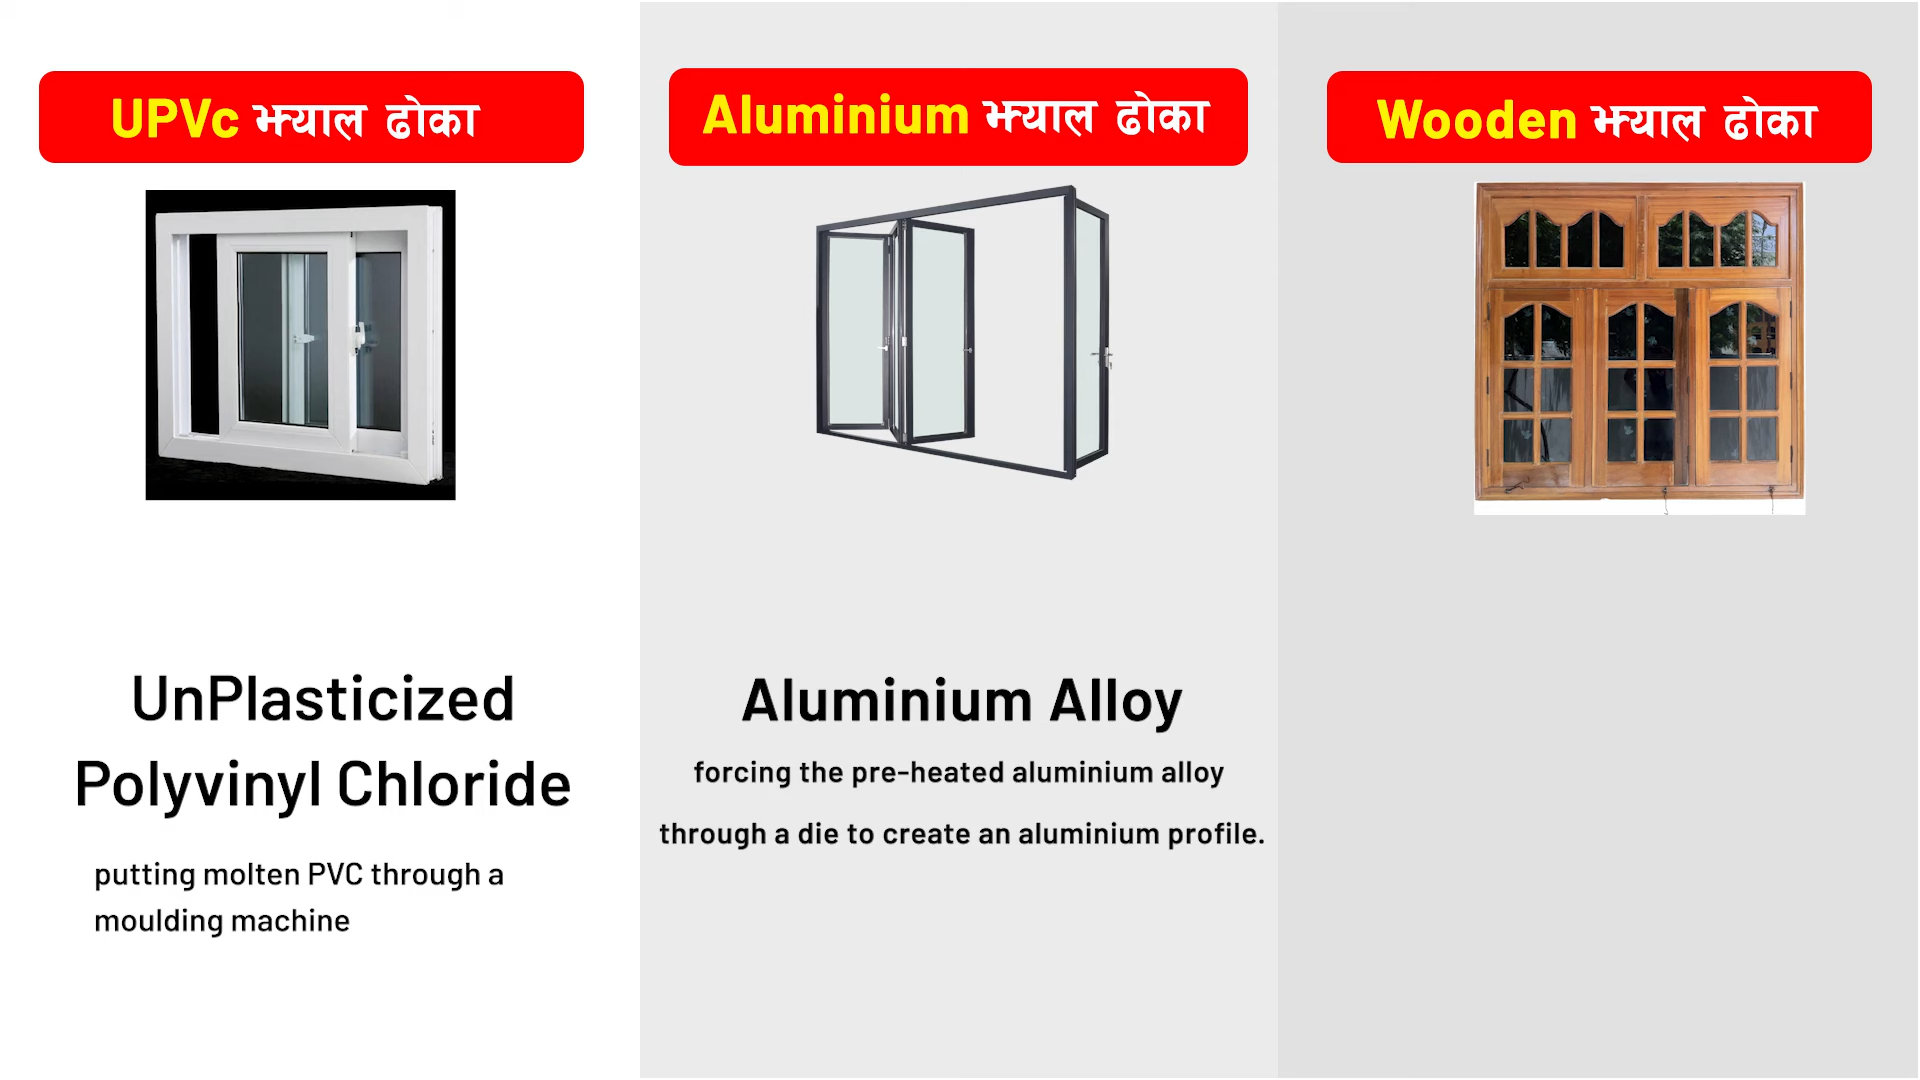 UPVc झ्याल ढोका
Aluminium झ्याल ढोका
Wooden झ्याल ढोका
UnPlasticized
Polyvinyl Chloride
putting molten PVC through a
moulding machine
Aluminium Alloy
forcing the pre-heated aluminium alloy
through a die to create an aluminium profile.